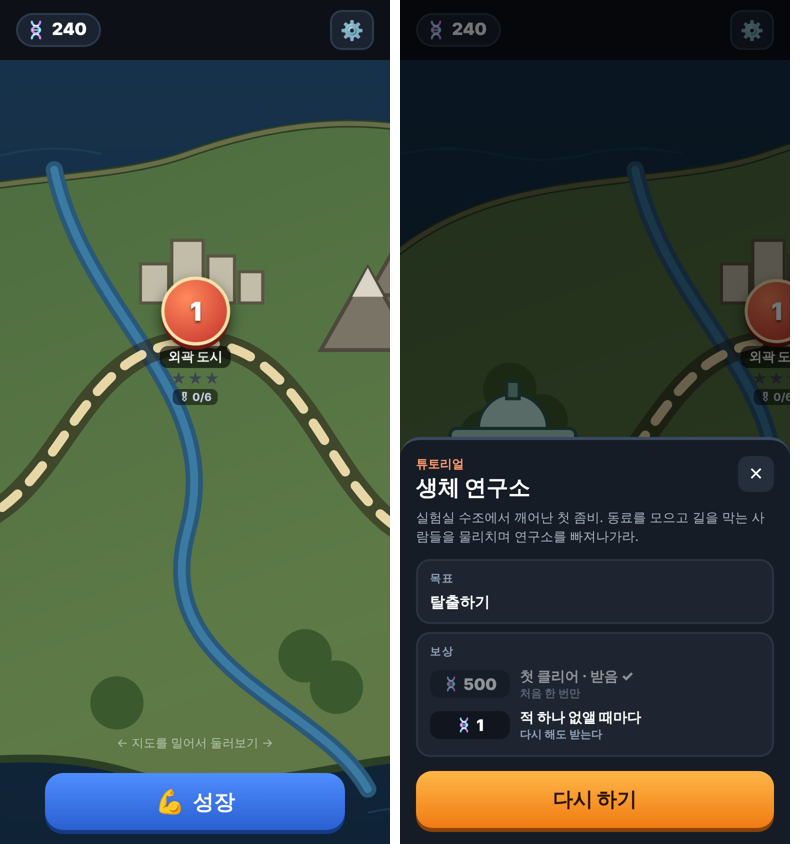 240
1
외곽 도시
★★★
🎖 0/6
← 지도를 밀어서 둘러보기 →
💪 성장
240
1
외곽 도
0/6
튜토리얼
생체 연구소
실험실 수조에서 깨어난 첫 좀비. 동료를 모으고 길을 막는 사
람들을 물리치며 연구소를 빠져나가라.
목표
탈출하기
보상
500 첫 클리어 · 받음 ✓
처음 한 번만
1 적 하나 없앨 때마다
다시 해도 받는다
다시 하기